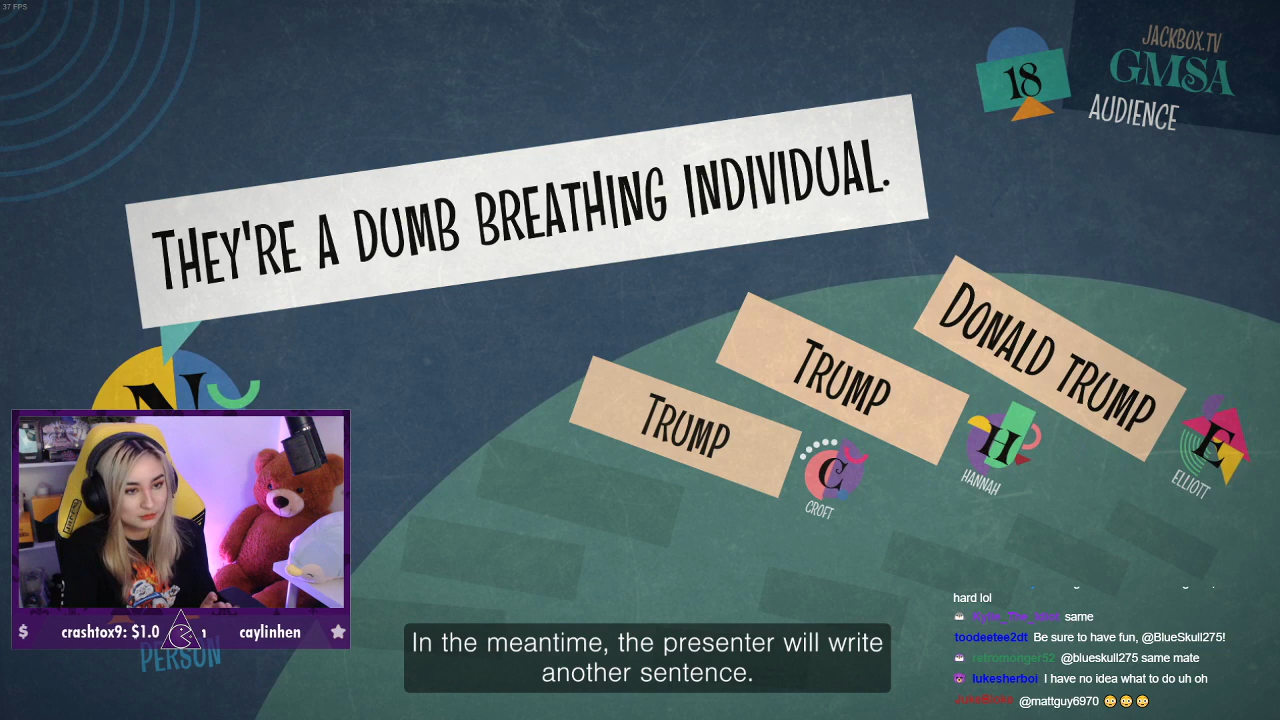 37 FPS
JACKBOX.TV
GMSA
AUDIENCE
18
THEY'RE A DUMB BREATHING INDIVIDUAL.
DONALD TRUMP
TRUMP
TRUMP
N
E
ELLIOTT
H
HANNAH
C
CROFT
$ crashtox9: $1.0
caylinhen
PERSON
In the meantime, the presenter will write
another sentence.
hard lol
same
toodeetee2dt Be sure to have fun, @BlueSkull275!
retromonger52 @blueskull275 same mate
lukesherboi I have no idea what to do uh oh
@mattguy6970